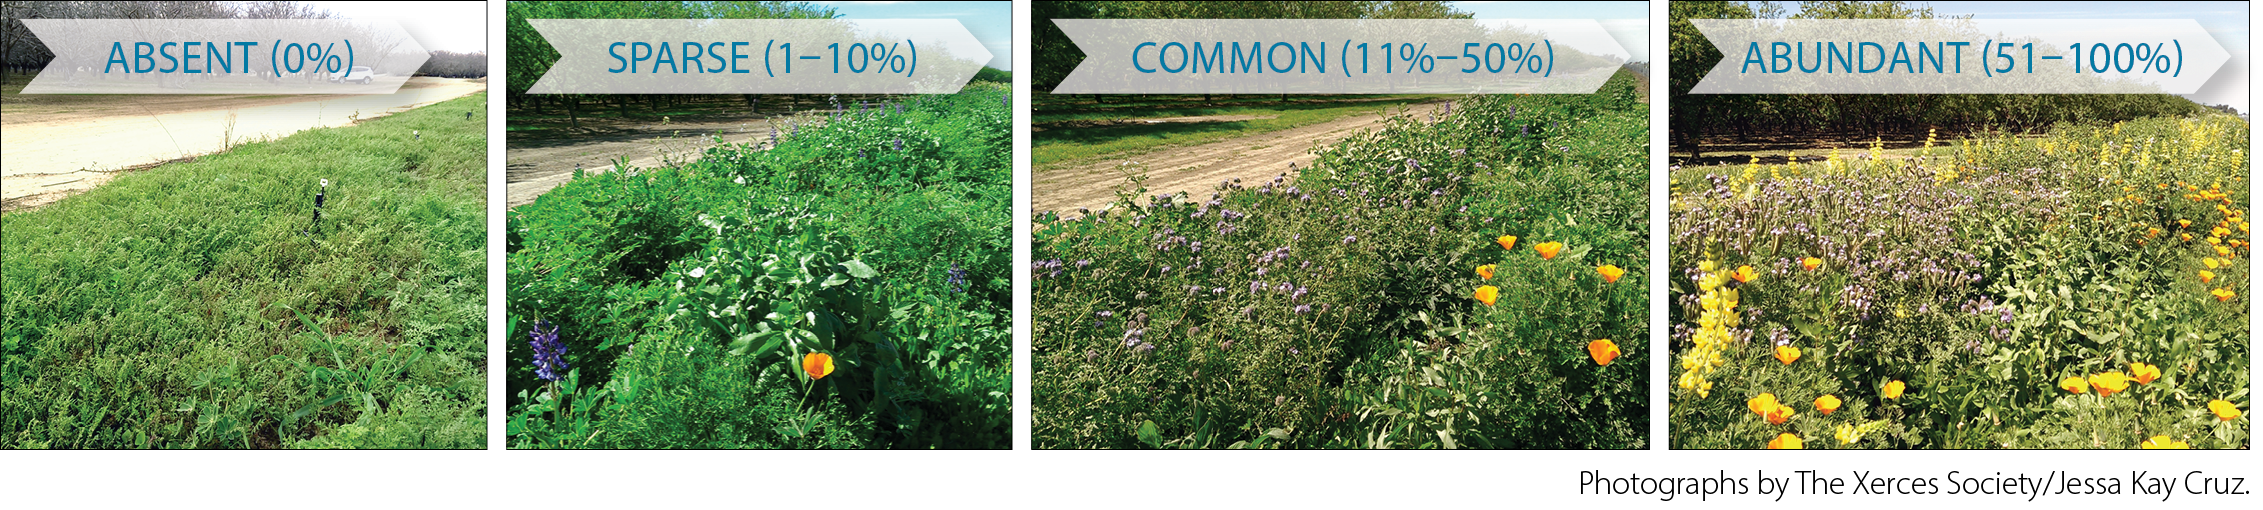 ABSENT (0%)
SPARSE (1–10%)
COMMON (11%–50%)
ABUNDANT (51–100%)
Photographs by The Xerces Society/Jessa Kay Cruz.